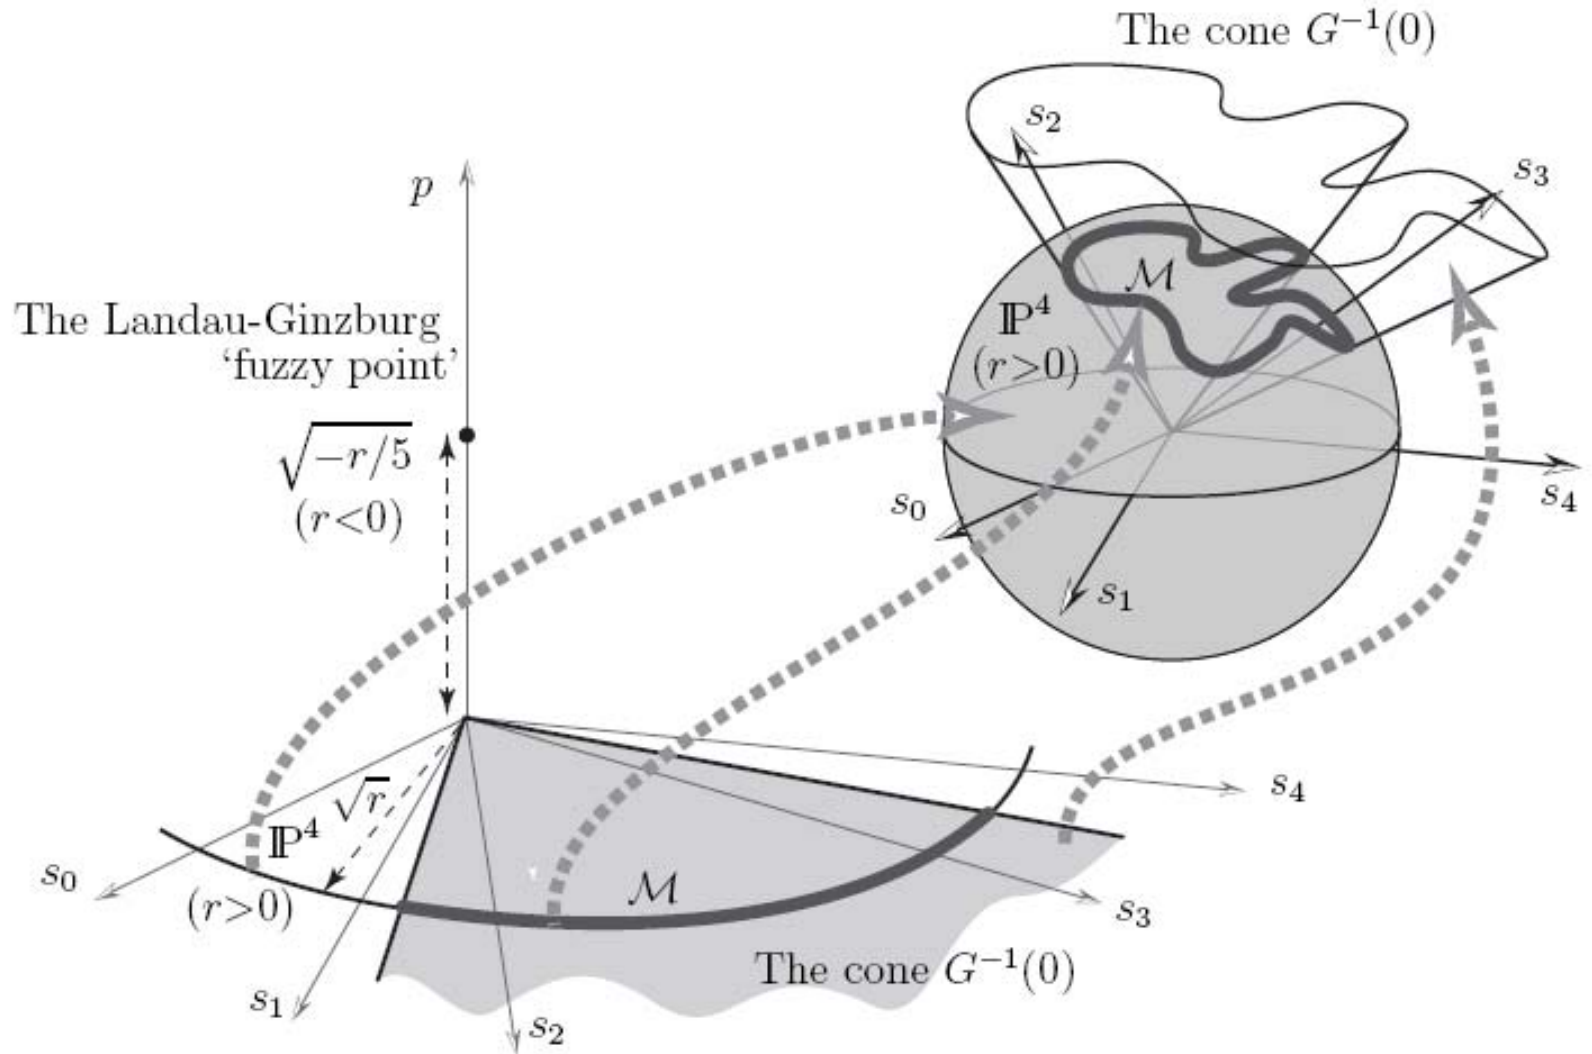 The cone G⁻¹(0)
s₂
s₃
p
ℳ
ℙ⁴
(r>0)
The Landau-Ginzburg
‘fuzzy point’
√−r/5
(r<0)
s₀
s₄
s₁
√r
ℙ⁴
(r>0)
s₄
s₀
ℳ
s₃
The cone G⁻¹(0)
s₁
s₂